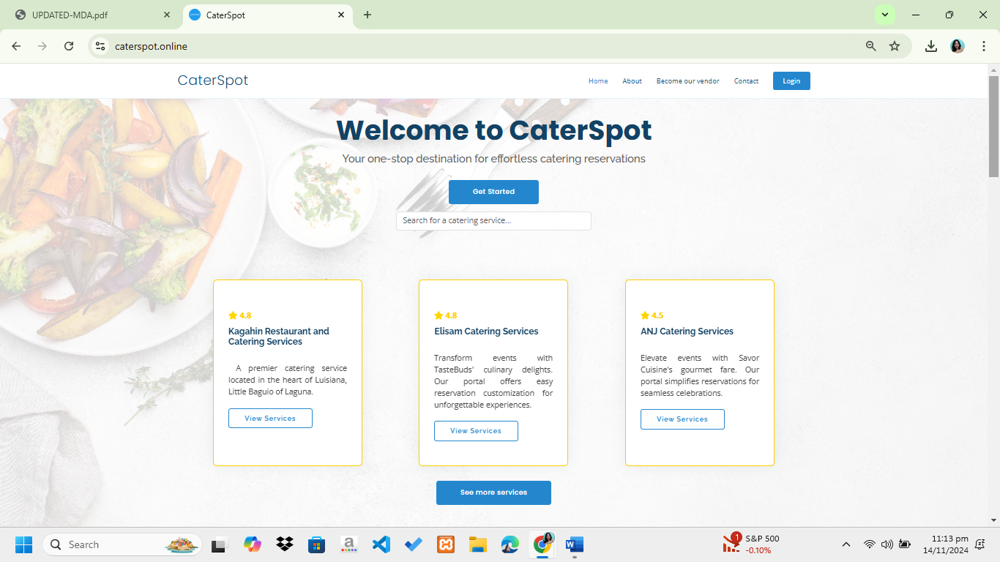 UPDATED-MDA.pdf
CaterSpot
caterspot.online
CaterSpot
Home About Become our vendor Contact Login
Welcome to CaterSpot
Your one-stop destination for effortless catering reservations
Get Started
Search for a catering service...
4.8
Kagahin Restaurant and
Catering Services
A premier catering service
located in the heart of Luisiana,
Little Baguio of Laguna.
View Services
4.8
Elisam Catering Services
Transform events with
TasteBuds' culinary delights.
Our portal offers easy
reservation customization for
unforgettable experiences.
View Services
4.5
ANJ Catering Services
Elevate events with Savor
Cuisine's gourmet fare. Our
portal simplifies reservations for
seamless celebrations.
View Services
See more services
Search
a
1
S&P 500
-0.10%
11:13 pm
14/11/2024